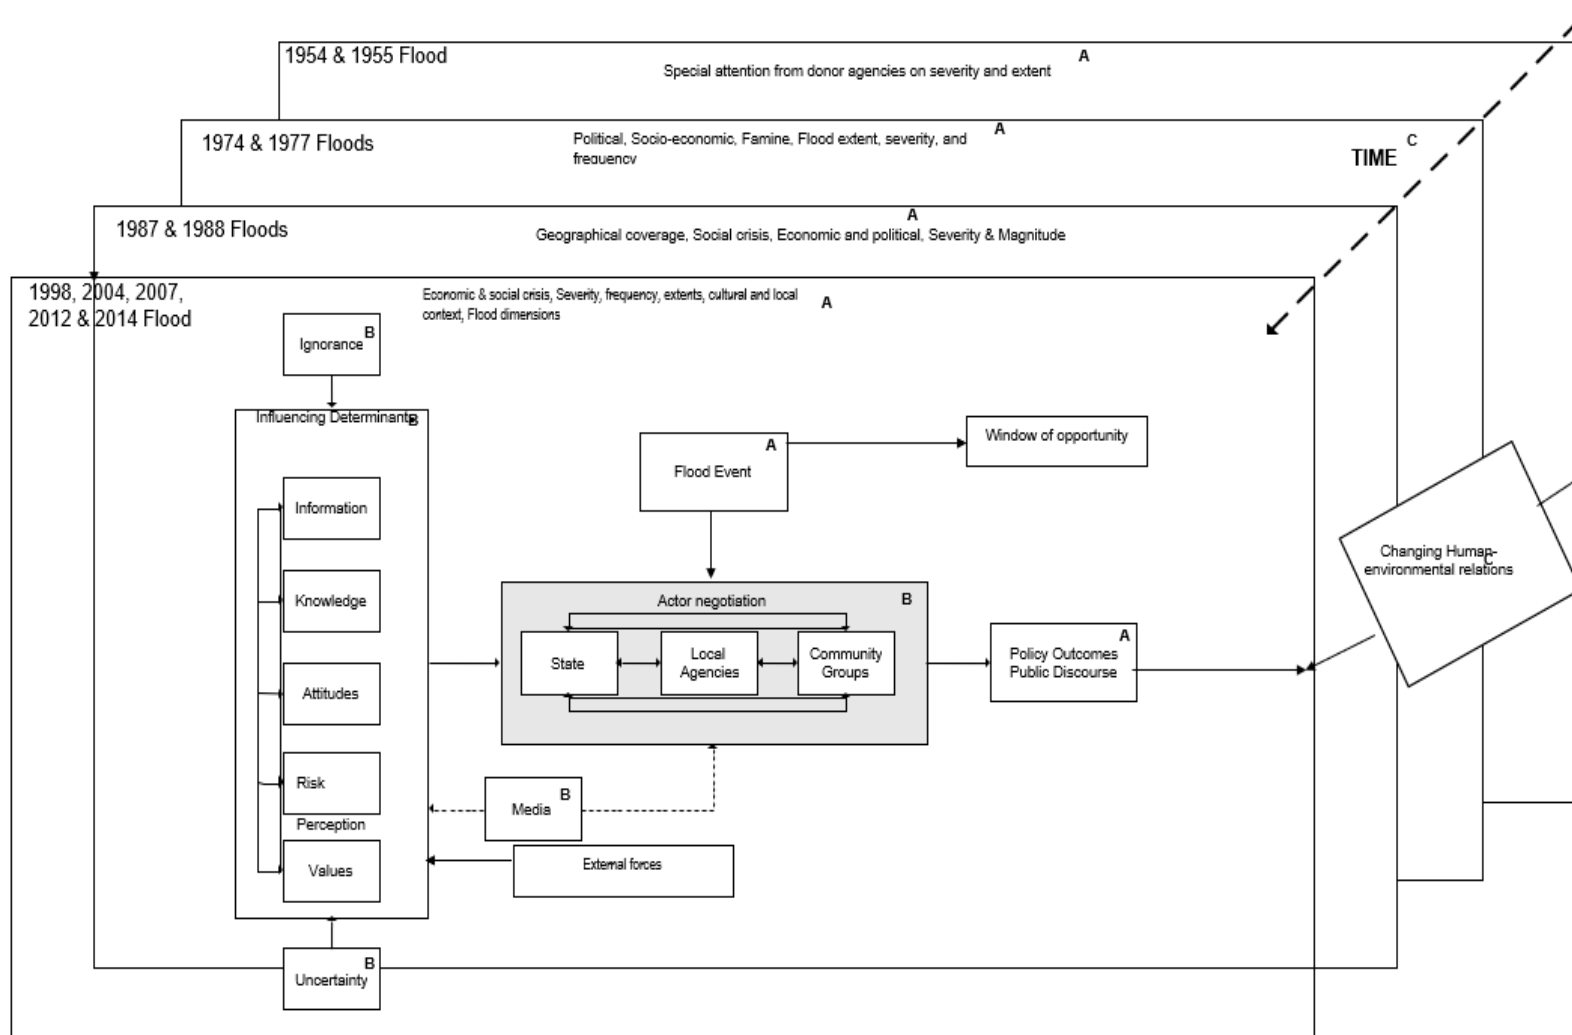 1954 & 1955 Flood
A
Special attention from donor agencies on severity and extent
1974 & 1977 Floods
A
Political, Socio-economic, Famine, Flood extent, severity, and
frequency
TIME
C
1987 & 1988 Floods
A
Geographical coverage, Social crisis, Economic and political, Severity & Magnitude
1998, 2004, 2007,
2012 & 2014 Flood
Economic & social crisis, Severity, frequency, extents, cultural and local
context, Flood dimensions
A
Ignorance
B
Influencing Determinants
B
Information
Knowledge
Attitudes
Risk
Perception
Values
Uncertainty
B
Flood Event
A
Window of opportunity
Actor negotiation
B
State
Local
Agencies
Community
Groups
Media
B
External forces
Policy Outcomes
Public Discourse
A
Changing Human-
environmental relations
C